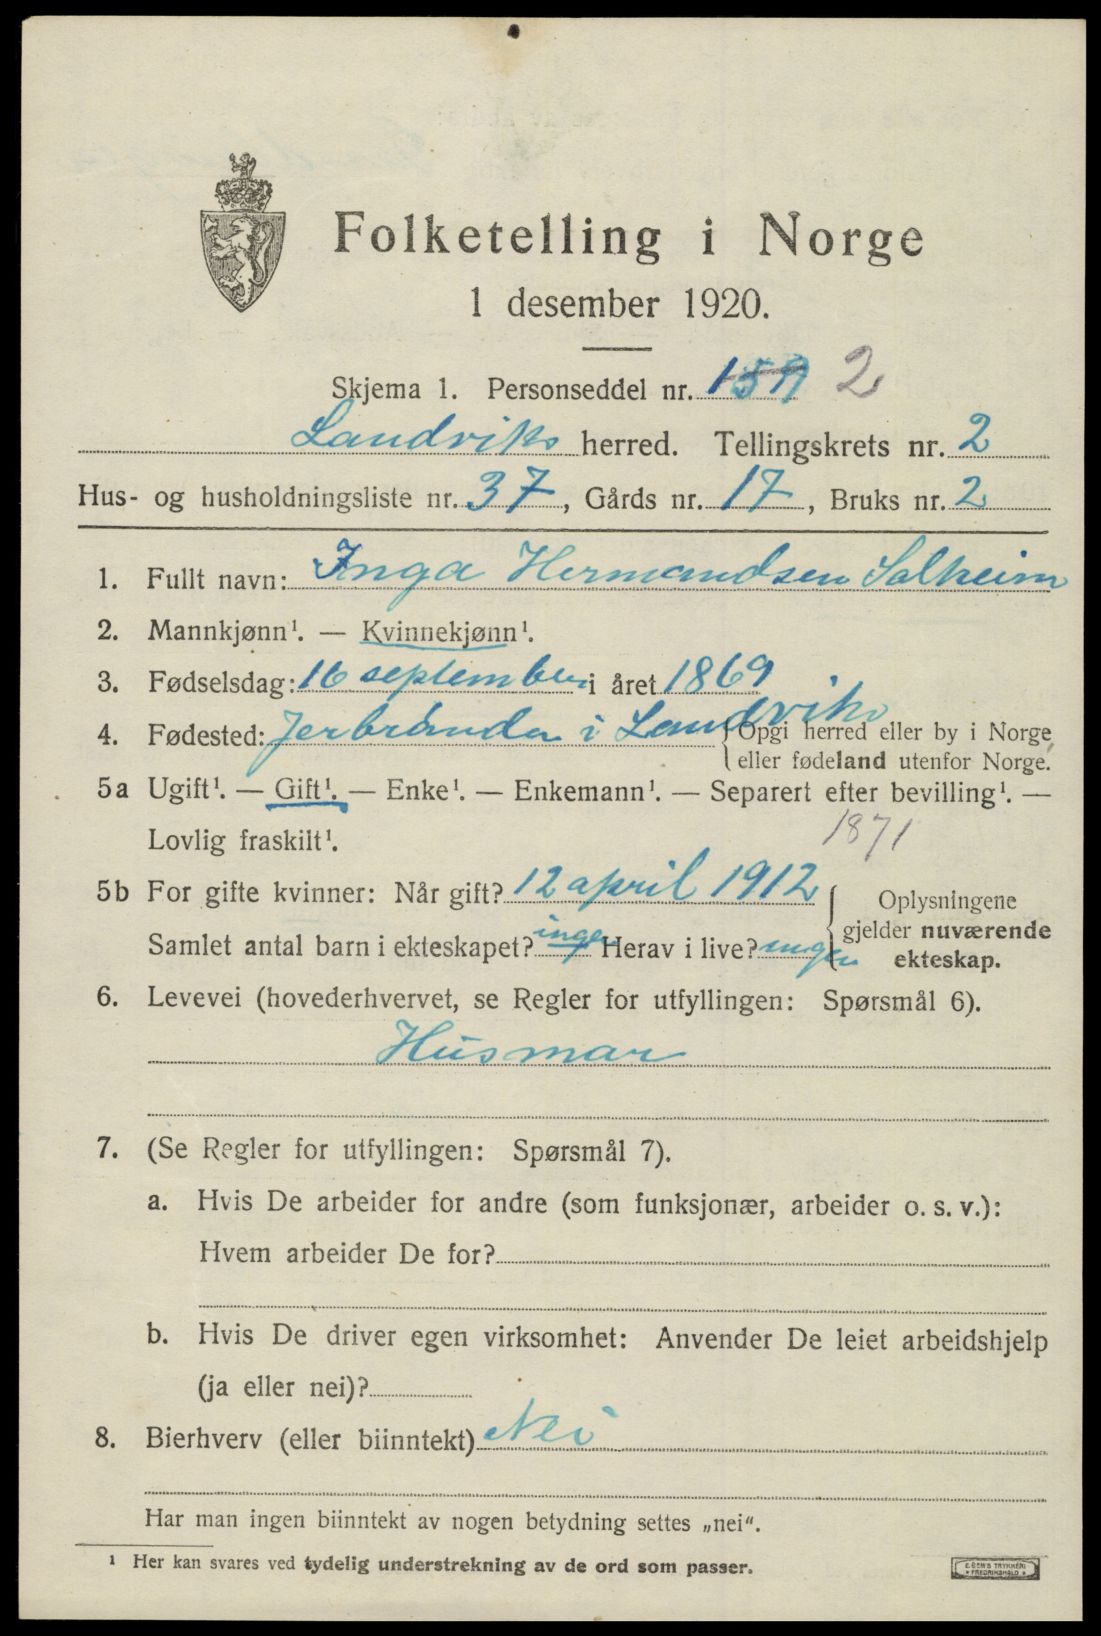 Folketelling i Norge
1 desember 1920.
Skjema 1. Personseddel nr. 2
Landviks herred. Tellingskrets nr. 2
Hus- og husholdningsliste nr. 37, Gårds nr. 17, Bruks nr. 2
1. Fullt navn: Inga Hermandsen Solheim
2. Mannkjønn¹. — Kvinnekjønn¹.
3. Fødselsdag: 16 september i året 1869
4. Fødested: i Landvik {Opgi herred eller by i Norge
eller fødeland utenfor Norge.
5a Ugift¹. — Gift¹. — Enke¹. — Enkemann¹. — Separert efter bevilling¹. —
Lovlig fraskilt¹. 1871
5b For gifte kvinner: Når gift? 12 april 1912 { Oplysningene
gjelder nuværende
Samlet antal barn i ekteskapet? ingen Herav i live? ingen ekteskap.
6. Levevei (hovederhvervet, se Regler for utfyllingen: Spørsmål 6).
Husmor
7. (Se Regler for utfyllingen: Spørsmål 7).
a. Hvis De arbeider for andre (som funksjonær, arbeider o. s. v.):
Hvem arbeider De for?
b. Hvis De driver egen virksomhet: Anvender De leiet arbeidshjelp
(ja eller nei)?
8. Bierhverv (eller biinntekt) Nei
Har man ingen biinntekt av nogen betydning settes „nei“.
¹ Her kan svares ved tydelig understrekning av de ord som passer.
E. SEM'S TRYKKERI
FREDRIKSHALD